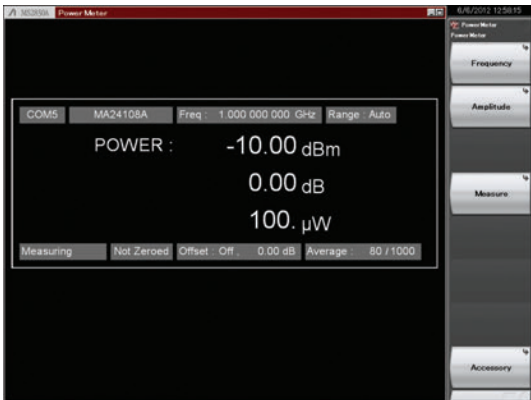 MS2850A Power Meter
6/6/2012 12:58:15
Power Meter
Power Meter
Frequency
Amplitude
Measure
Accessory
COM5 MA24108A Freq : 1.000 000 000 GHz Range : Auto
POWER : -10.00 dBm
0.00 dB
100. µW
Measuring Not Zeroed Offset : Off , 0.00 dB Average : 80 / 1000